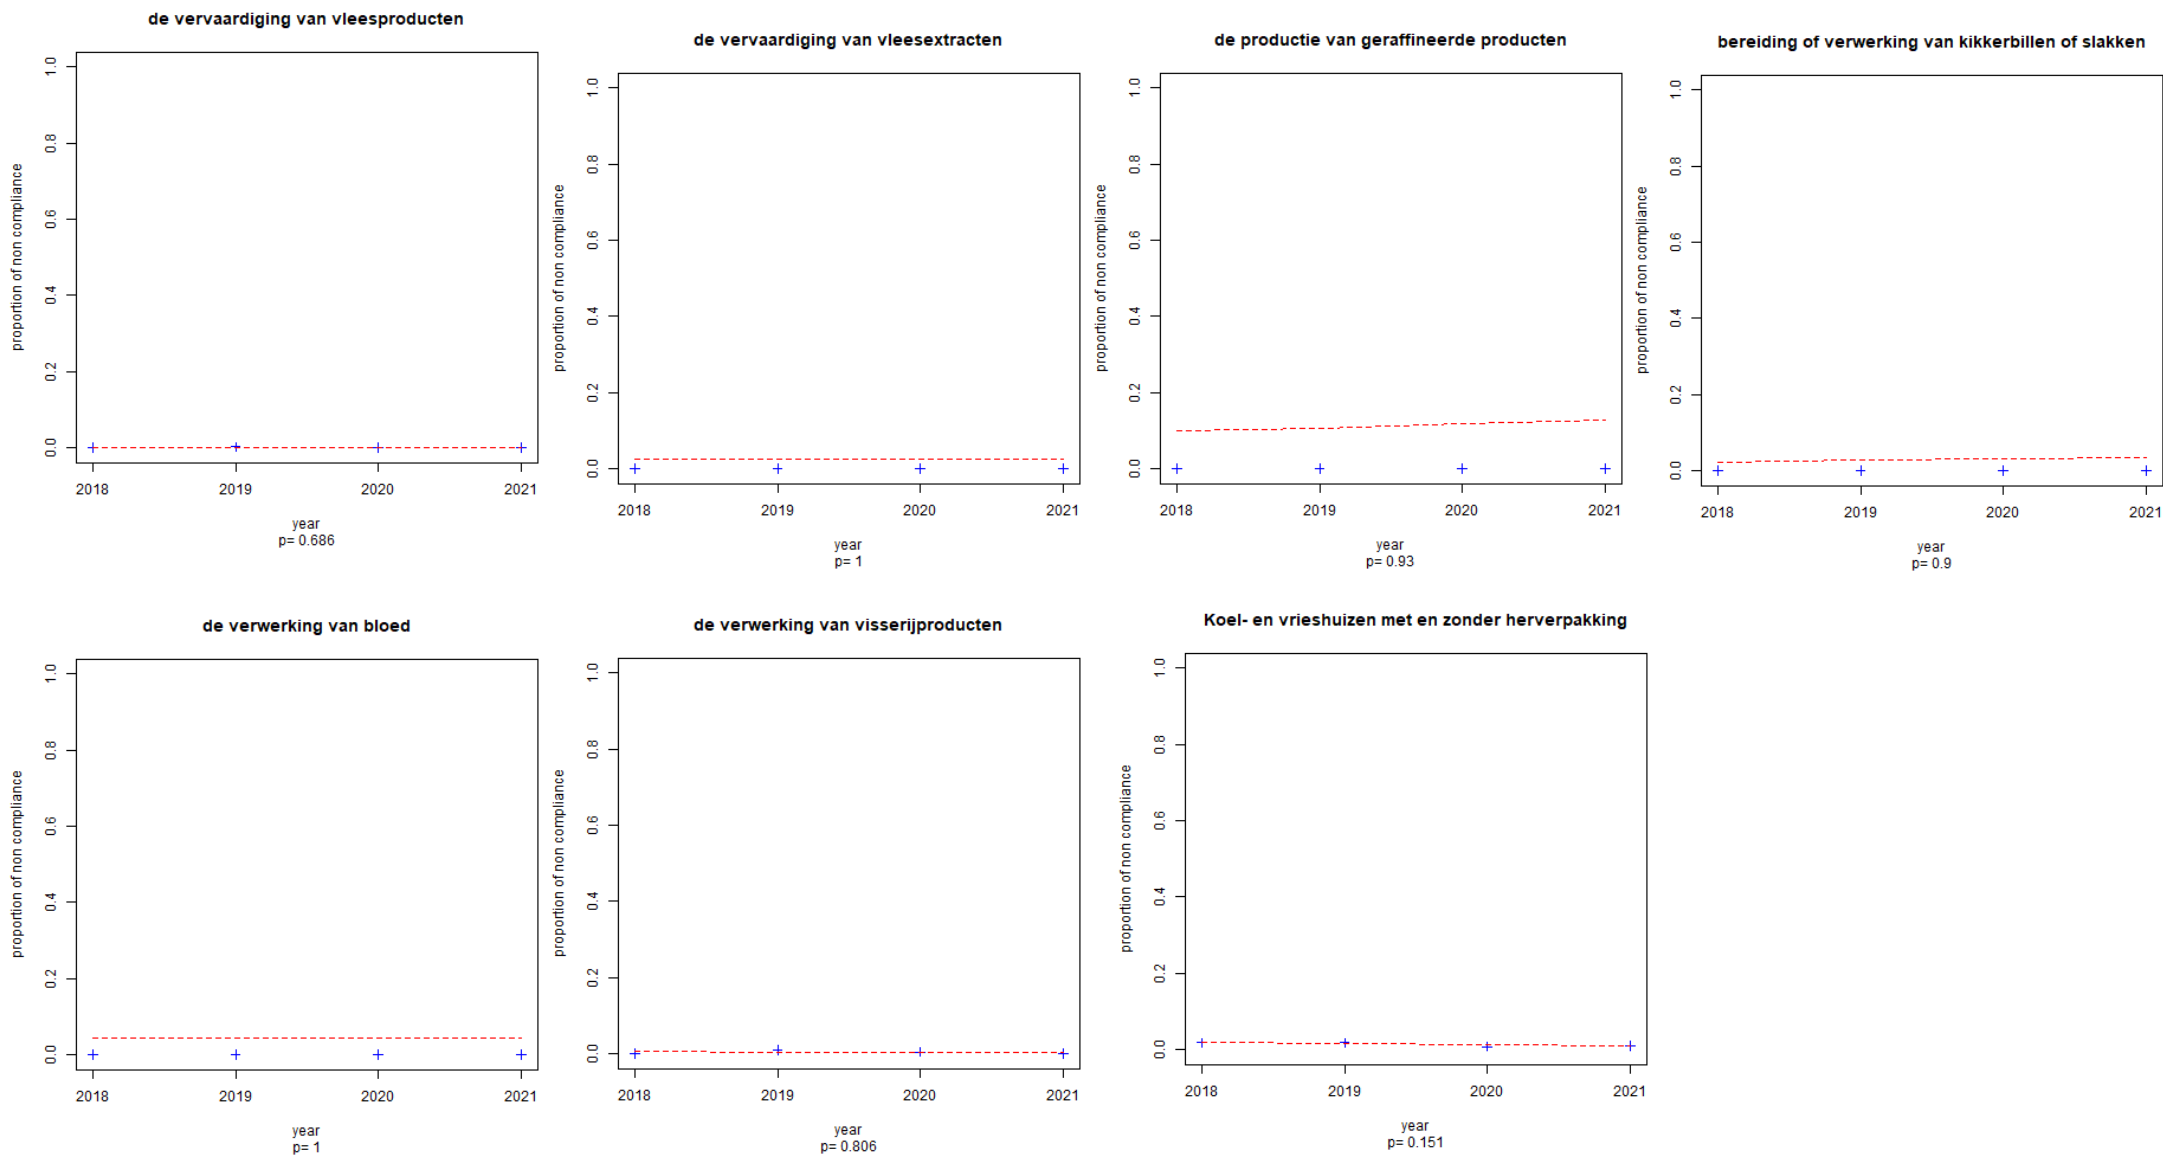 de vervaardiging van vleesproducten
proportion of non compliance
1.0
0.8
0.6
0.4
0.2
0.0
2018 2019 2020 2021
year
p= 0.686
de vervaardiging van vleesextracten
proportion of non compliance
1.0
0.8
0.6
0.4
0.2
0.0
2018 2019 2020 2021
year
p= 1
de productie van geraffineerde producten
proportion of non compliance
1.0
0.8
0.6
0.4
0.2
0.0
2018 2019 2020 2021
year
p= 0.93
bereiding of verwerking van kikkerbillen of slakken
proportion of non compliance
1.0
0.8
0.6
0.4
0.2
0.0
2018 2019 2020 2021
year
p= 0.9
de verwerking van bloed
proportion of non compliance
1.0
0.8
0.6
0.4
0.2
0.0
2018 2019 2020 2021
year
p= 1
de verwerking van visserijproducten
proportion of non compliance
1.0
0.8
0.6
0.4
0.2
0.0
2018 2019 2020 2021
year
p= 0.806
Koel- en vrieshuizen met en zonder herverpakking
proportion of non compliance
1.0
0.8
0.6
0.4
0.2
0.0
2018 2019 2020 2021
year
p= 0.151